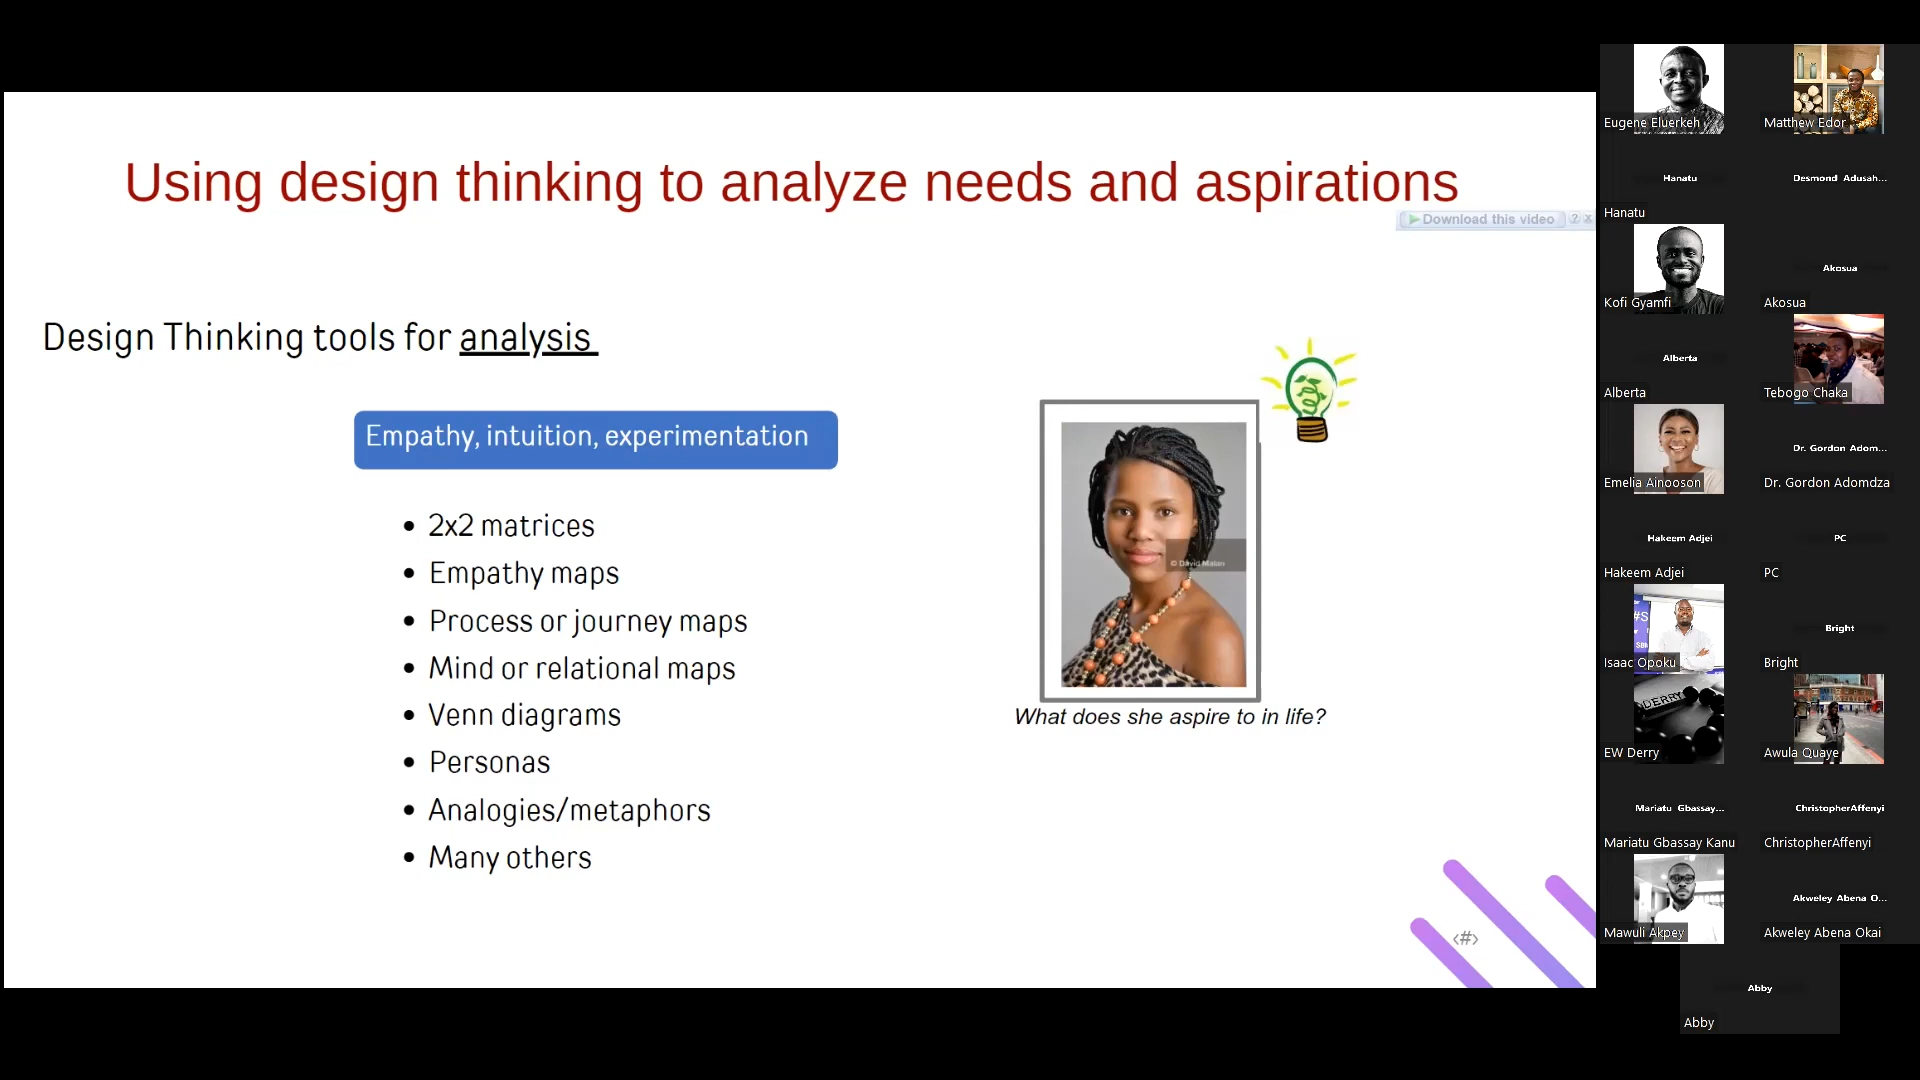 Using design thinking to analyze needs and aspirations
Download this video ? x
Design Thinking tools for analysis
Empathy, intuition, experimentation
• 2x2 matrices
• Empathy maps
• Process or journey maps
• Mind or relational maps
• Venn diagrams
• Personas
• Analogies/metaphors
• Many others
What does she aspire to in life?
‹#›
Eugene Eluerkeh
Matthew Edor
Hanatu
Hanatu
Desmond Adusah...
Kofi Gyamfi
Akosua
Akosua
Alberta
Alberta
Tebogo Chaka
Emelia Ainooson
Dr. Gordon Adom...
Dr. Gordon Adomdza
Hakeem Adjei
Hakeem Adjei
PC
PC
#S
Isaac Opoku
Bright
Bright
DERRY
EW Derry
Awula Quaye
Mariatu Gbassay...
Mariatu Gbassay Kanu
ChristopherAffenyi
ChristopherAffenyi
Mawuli Akpey
Akweley Abena O...
Akweley Abena Okai
Abby
Abby